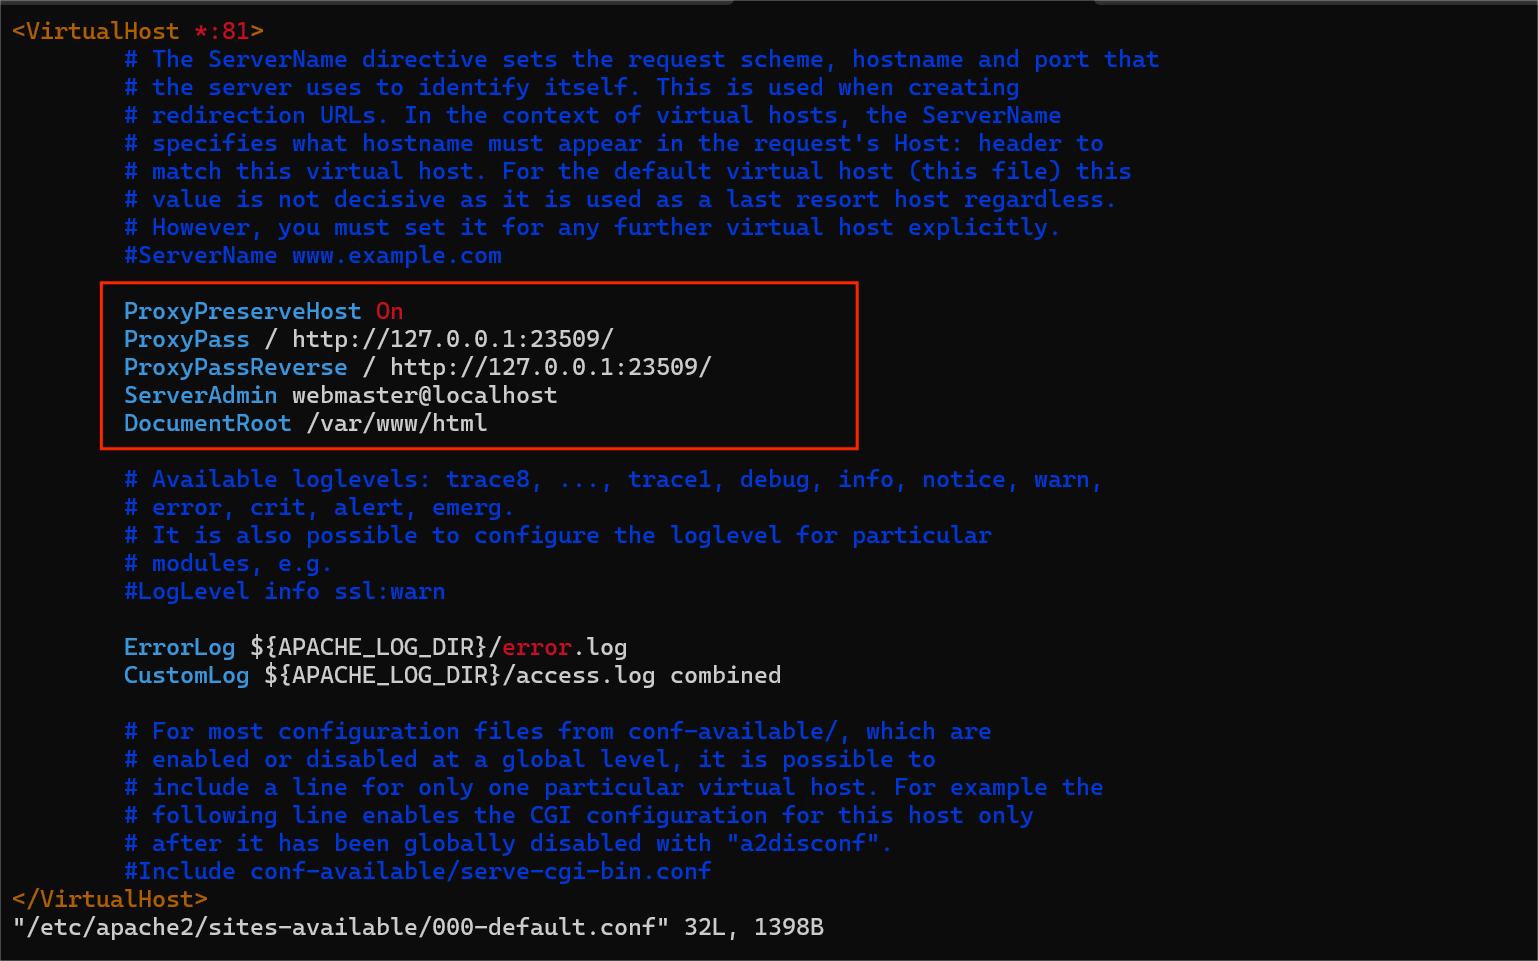 <VirtualHost *:81>
# The ServerName directive sets the request scheme, hostname and port that
# the server uses to identify itself. This is used when creating
# redirection URLs. In the context of virtual hosts, the ServerName
# specifies what hostname must appear in the request's Host: header to
# match this virtual host. For the default virtual host (this file) this
# value is not decisive as it is used as a last resort host regardless.
# However, you must set it for any further virtual host explicitly.
#ServerName www.example.com
ProxyPreserveHost On
ProxyPass / http://127.0.0.1:23509/
ProxyPassReverse / http://127.0.0.1:23509/
ServerAdmin webmaster@localhost
DocumentRoot /var/www/html
# Available loglevels: trace8, ..., trace1, debug, info, notice, warn,
# error, crit, alert, emerg.
# It is also possible to configure the loglevel for particular
# modules, e.g.
#LogLevel info ssl:warn
ErrorLog ${APACHE_LOG_DIR}/error.log
CustomLog ${APACHE_LOG_DIR}/access.log combined
# For most configuration files from conf-available/, which are
# enabled or disabled at a global level, it is possible to
# include a line for only one particular virtual host. For example the
# following line enables the CGI configuration for this host only
# after it has been globally disabled with "a2disconf".
#Include conf-available/serve-cgi-bin.conf
</VirtualHost>
"/etc/apache2/sites-available/000-default.conf" 32L, 1398B